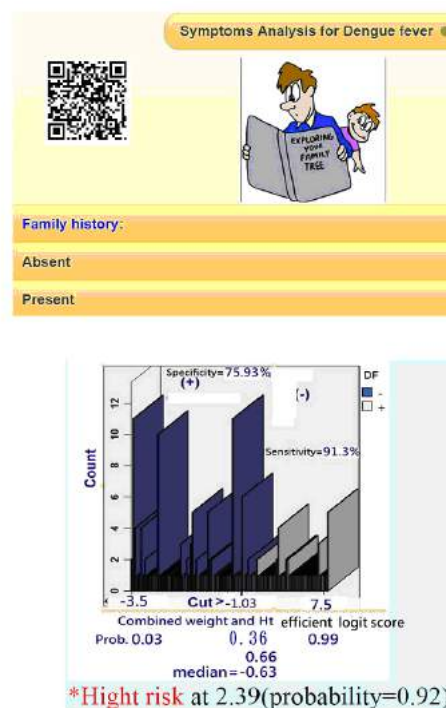 Symptoms Analysis for Dengue fever
EXPLORING
YOUR
FAMILY
TREE
Family history:
Absent
Present
Specificity=75.93%
(+)
(-)
DF
-
+
Sensitivity=91.3%
Count
12
10
8
6
4
2
0
-3.5
Cut >-1.03
7.5
Combined weight and Ht
efficient logit score
Prob. 0.03
0.36
0.99
0.66
median=-0.63
*Hight risk at 2.39(probability=0.92)